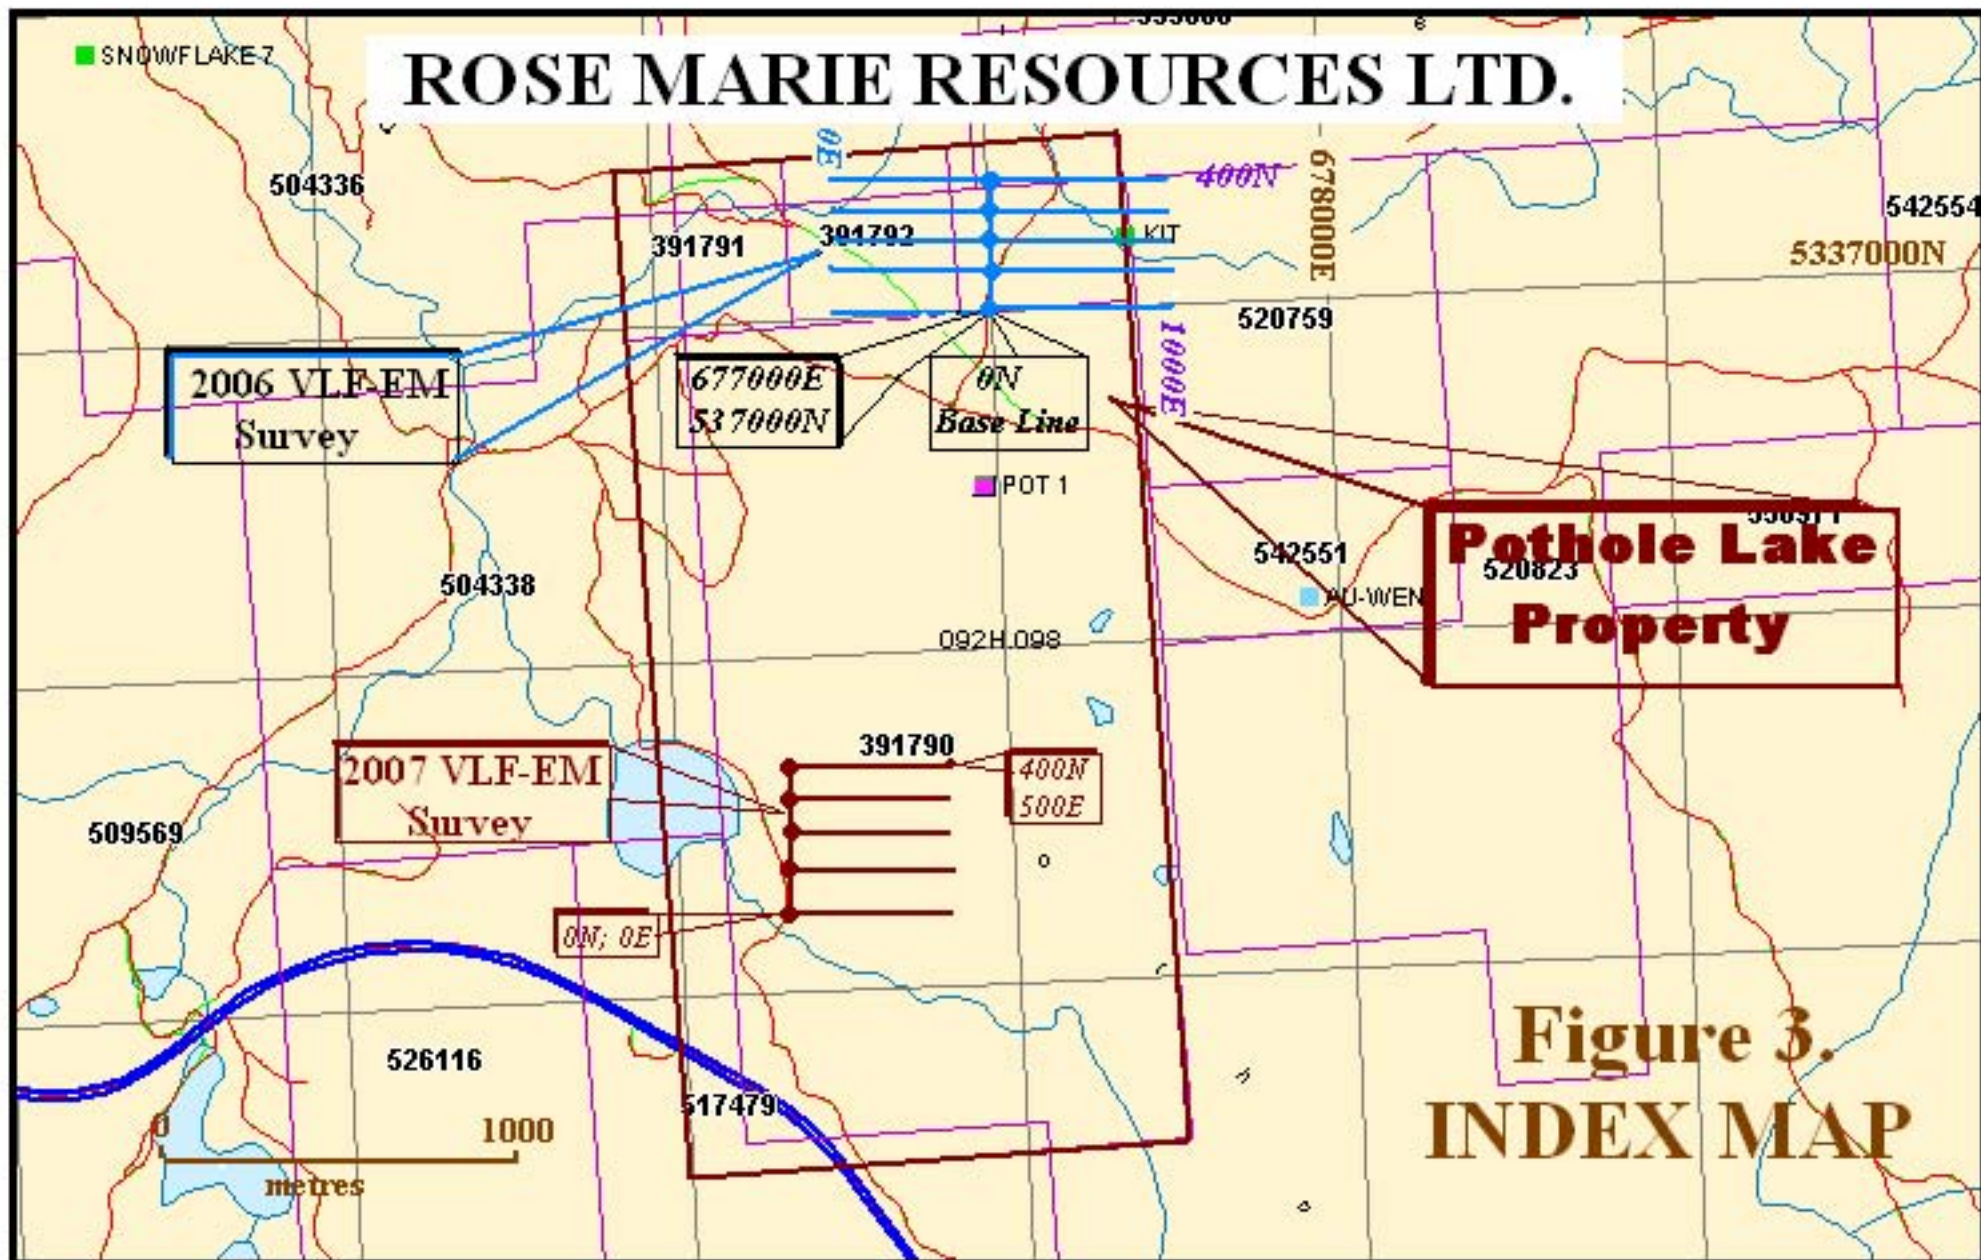 SNOWFLAKE 7
ROSE MARIE RESOURCES LTD.
0E
504336
400N
678000E
542554
391791
391792
KIT
5337000N
520759
1000E
2006 VLF-EM
Survey
677000E
537000N
0N
Base Line
POT 1
504338
542551
AU-WEN
520823
Pothole Lake
Property
092H.098
2007 VLF-EM
Survey
391790
400N
500E
509569
0N; 0E
526116
517479
Figure 3.
INDEX MAP
0
1000
metres